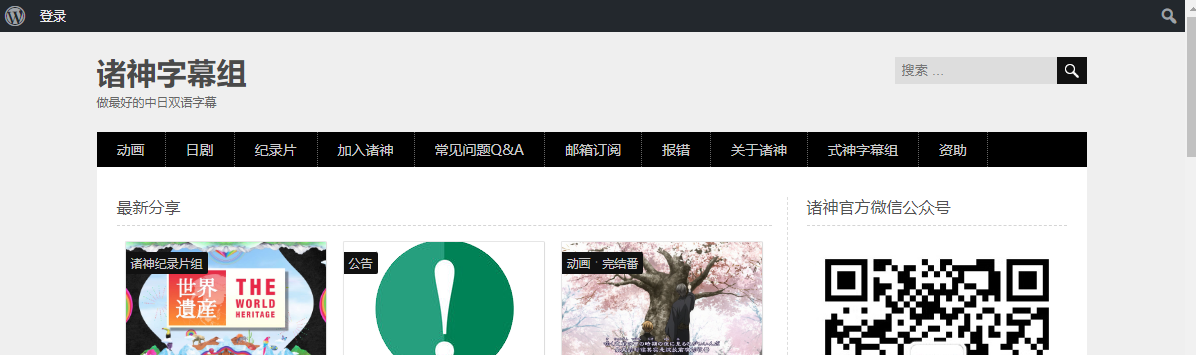 登录
诸神字幕组
做最好的中日双语字幕
搜索 …
动画 日剧 纪录片 加入诸神 常见问题Q&A 邮箱订阅 报错 关于诸神 式神字幕组 资助
最新分享
诸神官方微信公众号
诸神纪录片组
世界
遺産
THE
WORLD
HERITAGE
公告
动画·完结番